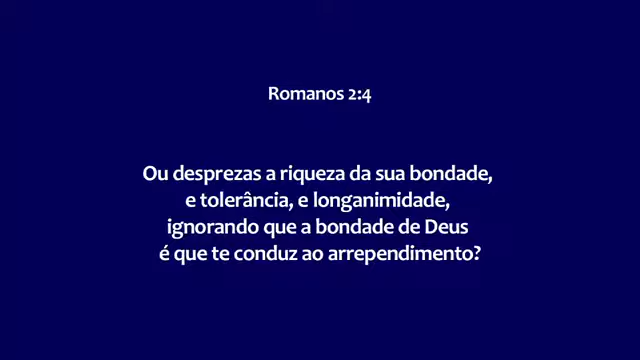 Romanos 2:4
Ou desprezas a riqueza da sua bondade,
e tolerância, e longanimidade,
ignorando que a bondade de Deus
é que te conduz ao arrependimento?